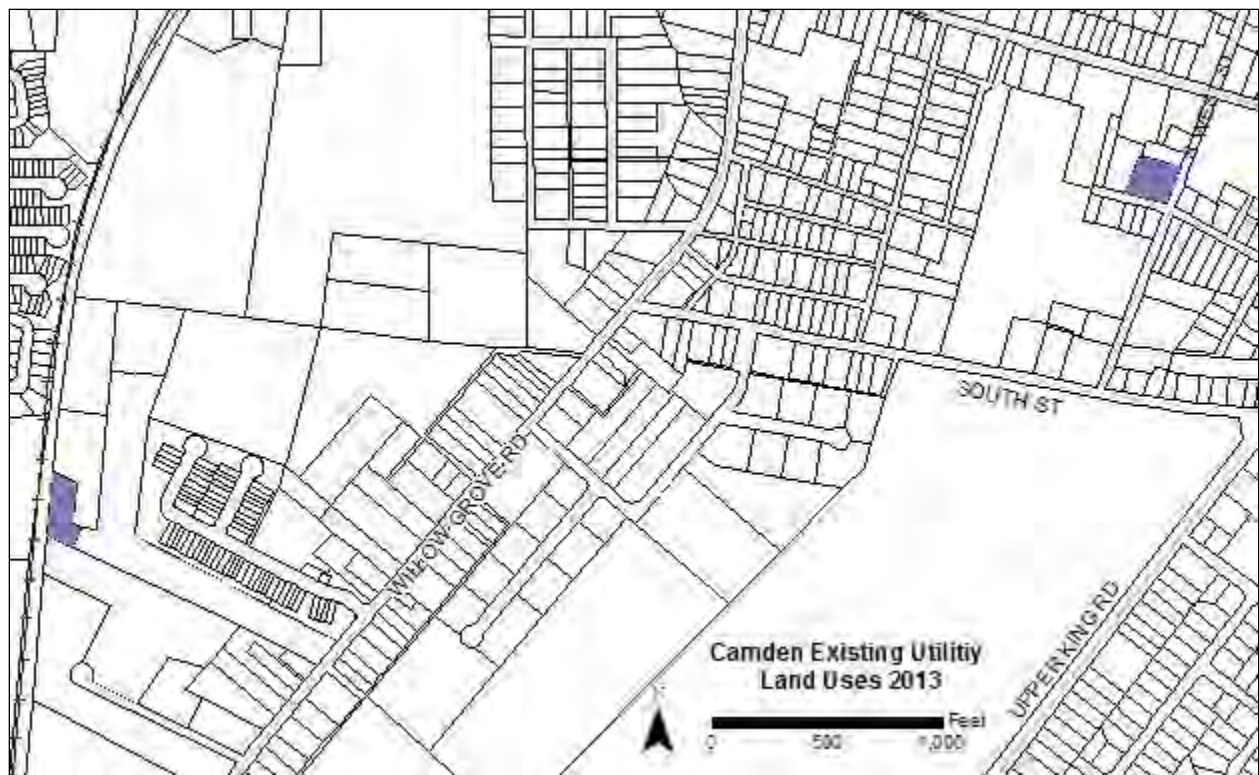 SOUTH ST
WILLOW GROVE RD
UPPER KING RD
Camden Existing Utilitiy
Land Uses 2013
Feet
0 500 1,000